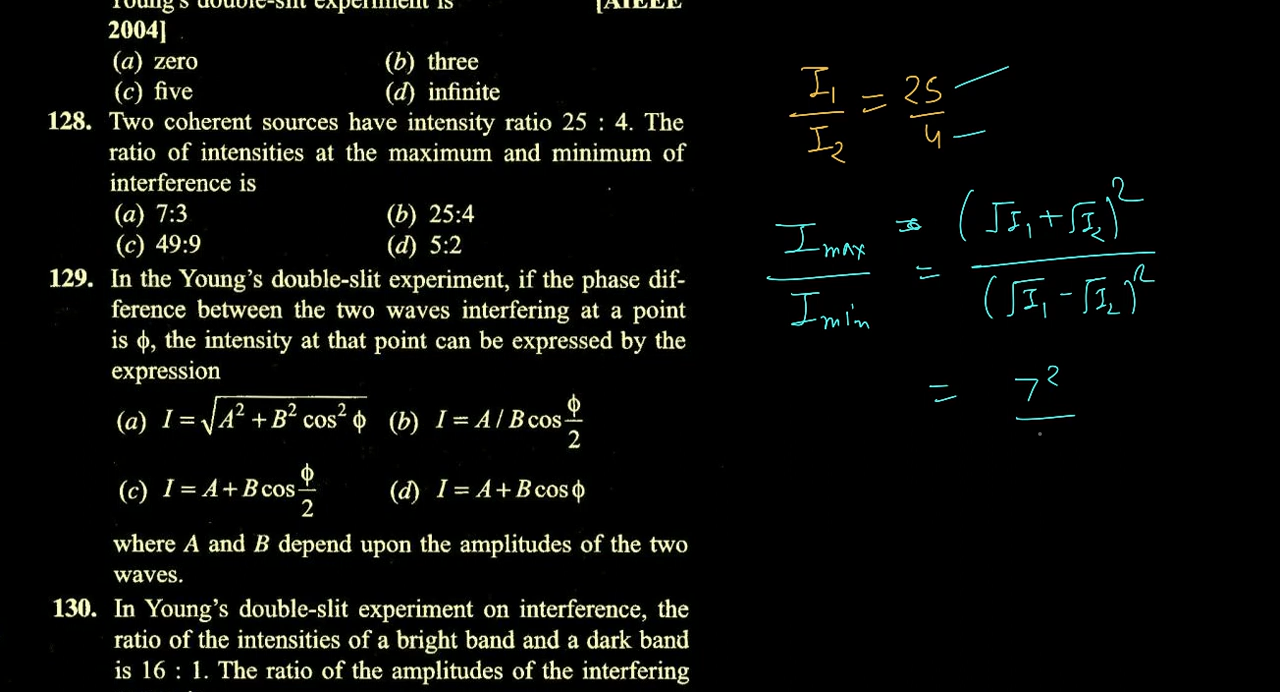 Young's double-slit experiment is [AIEEE
2004]
(a) zero (b) three
(c) five (d) infinite
128. Two coherent sources have intensity ratio 25 : 4. The
ratio of intensities at the maximum and minimum of
interference is
(a) 7:3 (b) 25:4
(c) 49:9 (d) 5:2
129. In the Young's double-slit experiment, if the phase dif-
ference between the two waves interfering at a point
is ϕ, the intensity at that point can be expressed by the
expression
(a) I = √(A² + B² cos² ϕ) (b) I = A / B cos ϕ/2
(c) I = A + B cos ϕ/2 (d) I = A + B cos ϕ
where A and B depend upon the amplitudes of the two
waves.
130. In Young's double-slit experiment on interference, the
ratio of the intensities of a bright band and a dark band
is 16 : 1. The ratio of the amplitudes of the interfering
I₁/I₂ = 25/4
Imax/Imin = (√I₁ + √I₂)²/(√I₁ - √I₂)²
= 7²